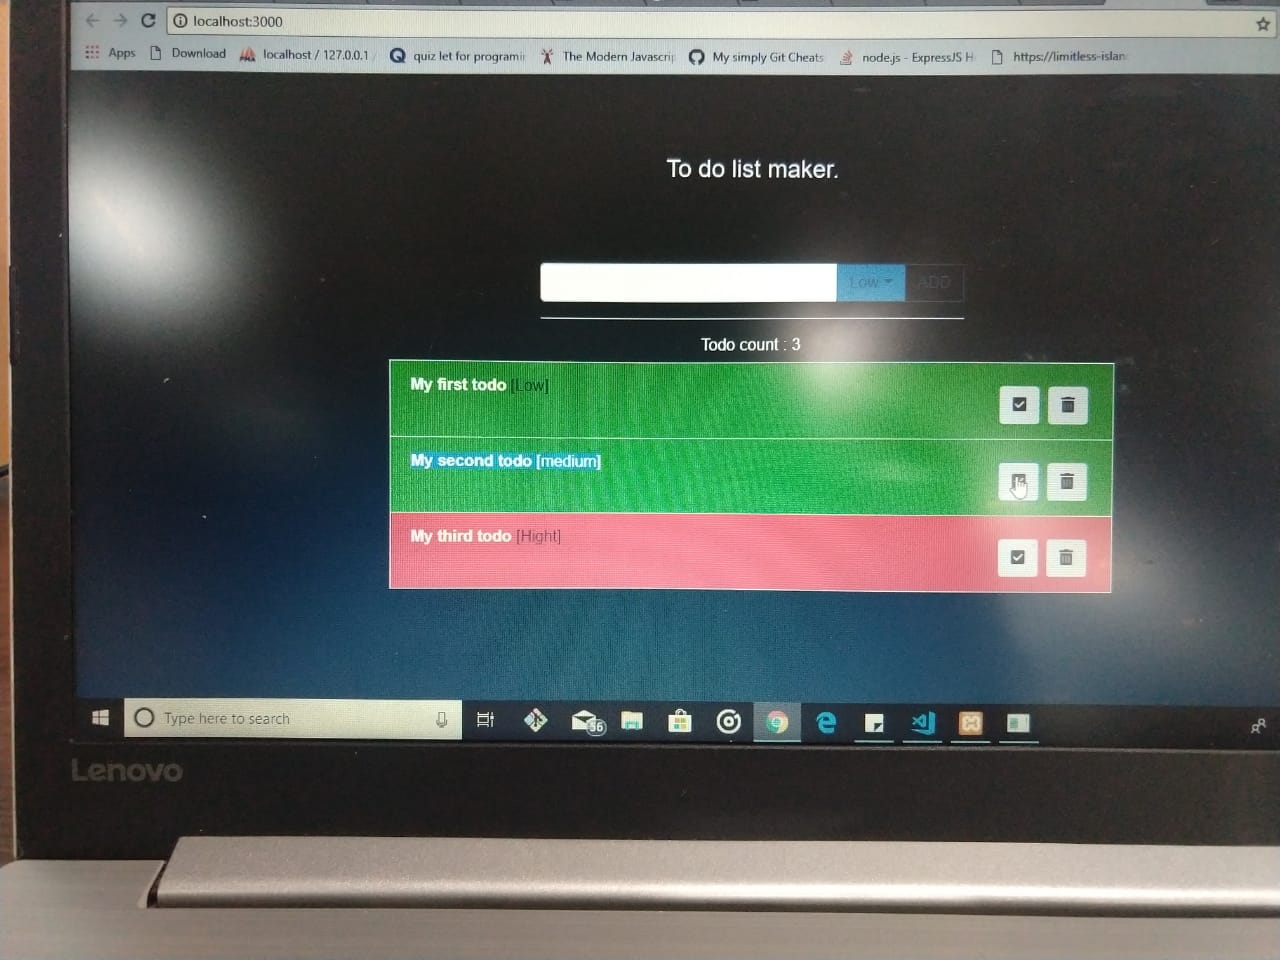 localhost:3000
Apps Download localhost / 127.0.0.1 quiz let for programi The Modern Javascri My simply Git Cheats node.js - ExpressJS H https://limitless-islan
To do list maker.
Low ADD
Todo count : 3
My first todo [Low]
My second todo [medium]
My third todo [Hight]
Type here to search
36
Lenovo